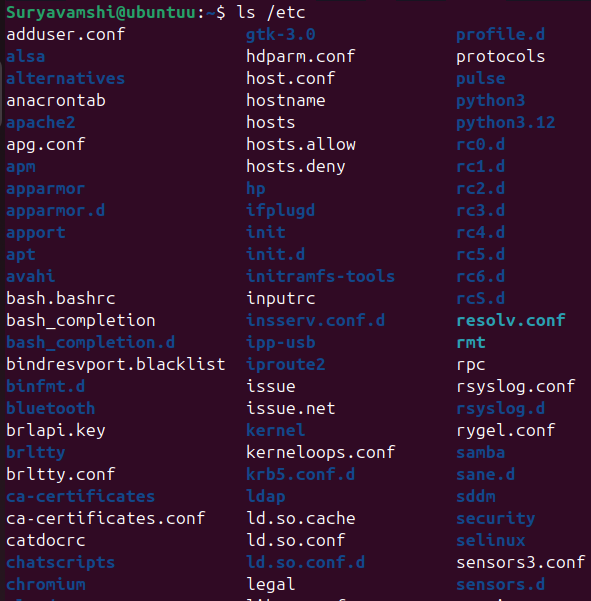 Suryavamshi@ubuntuu:~$ ls /etc
adduser.conf gtk-3.0 profile.d
alsa hdparm.conf protocols
alternatives host.conf pulse
anacrontab hostname python3
apache2 hosts python3.12
apg.conf hosts.allow rc0.d
apm hosts.deny rc1.d
apparmor hp rc2.d
apparmor.d ifplugd rc3.d
apport init rc4.d
apt init.d rc5.d
avahi initramfs-tools rc6.d
bash.bashrc inputrc rcS.d
bash_completion insserv.conf.d resolv.conf
bash_completion.d ipp-usb rmt
bindresvport.blacklist iproute2 rpc
binfmt.d issue rsyslog.conf
bluetooth issue.net rsyslog.d
brlapi.key kernel rygel.conf
brltty kerneloops.conf samba
brltty.conf krb5.conf.d sane.d
ca-certificates ldap sddm
ca-certificates.conf ld.so.cache security
catdocrc ld.so.conf selinux
chatscripts ld.so.conf.d sensors3.conf
chromium legal sensors.d